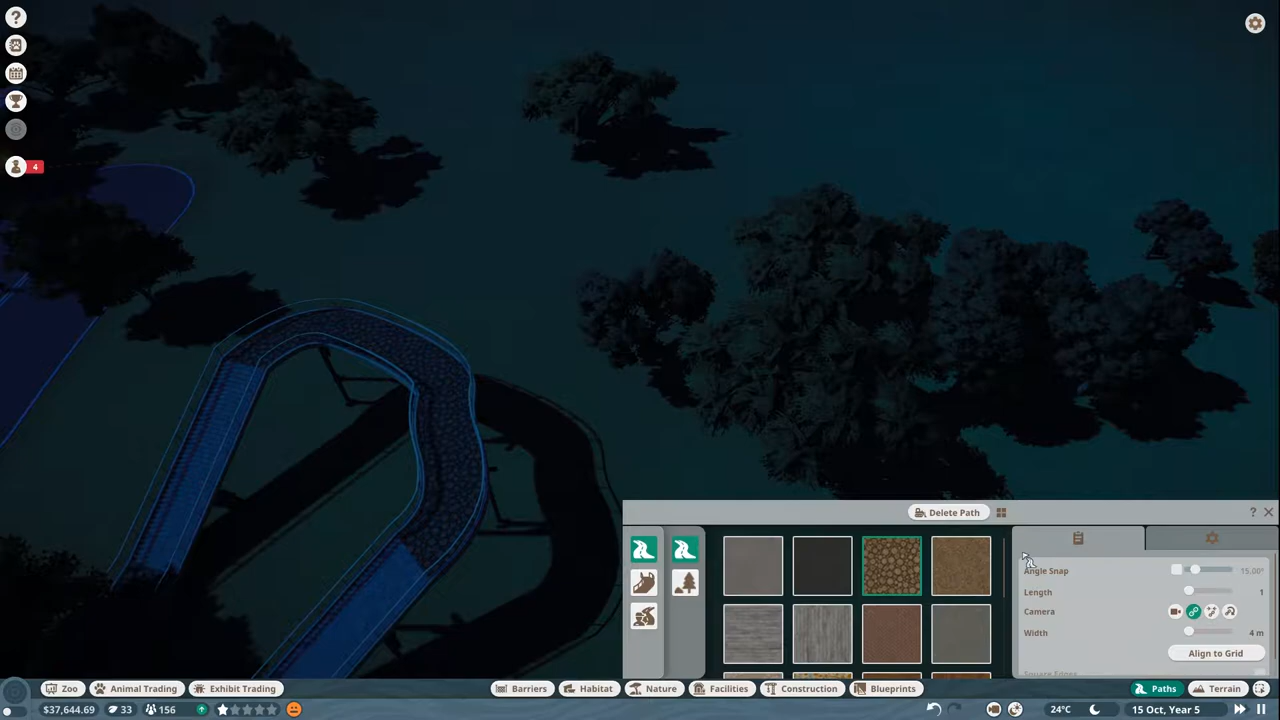 ?
4
Delete Path
?
Angle Snap 15.00°
Length 1
Camera
Width 4 m
Align to Grid
Zoo Animal Trading Exhibit Trading Barriers Habitat Nature Facilities Construction Blueprints Paths Terrain
$37,644.69 33 156 24°C 15 Oct, Year 5